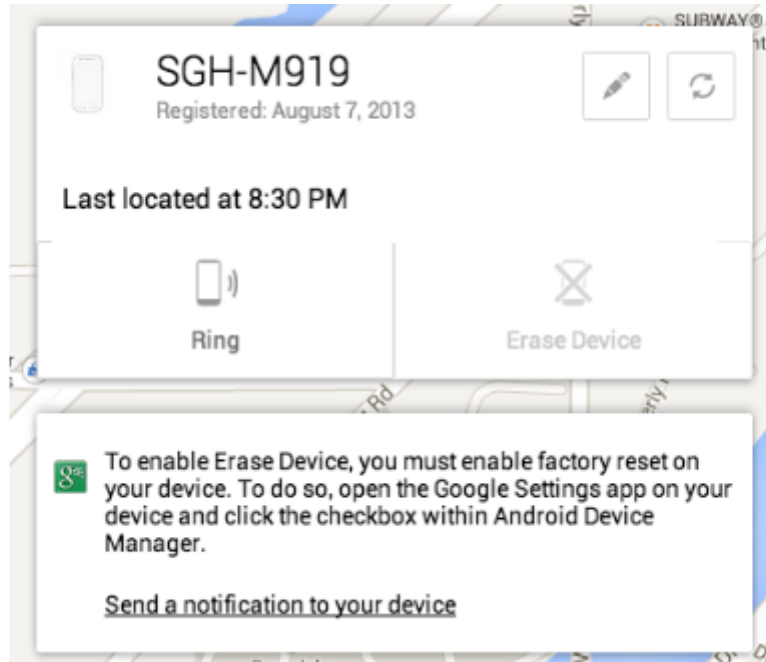 SUBWAY®
SGH-M919
Registered: August 7, 2013
Last located at 8:30 PM
Ring
Erase Device
Rd
To enable Erase Device, you must enable factory reset on
your device. To do so, open the Google Settings app on your
device and click the checkbox within Android Device
Manager.
Send a notification to your device